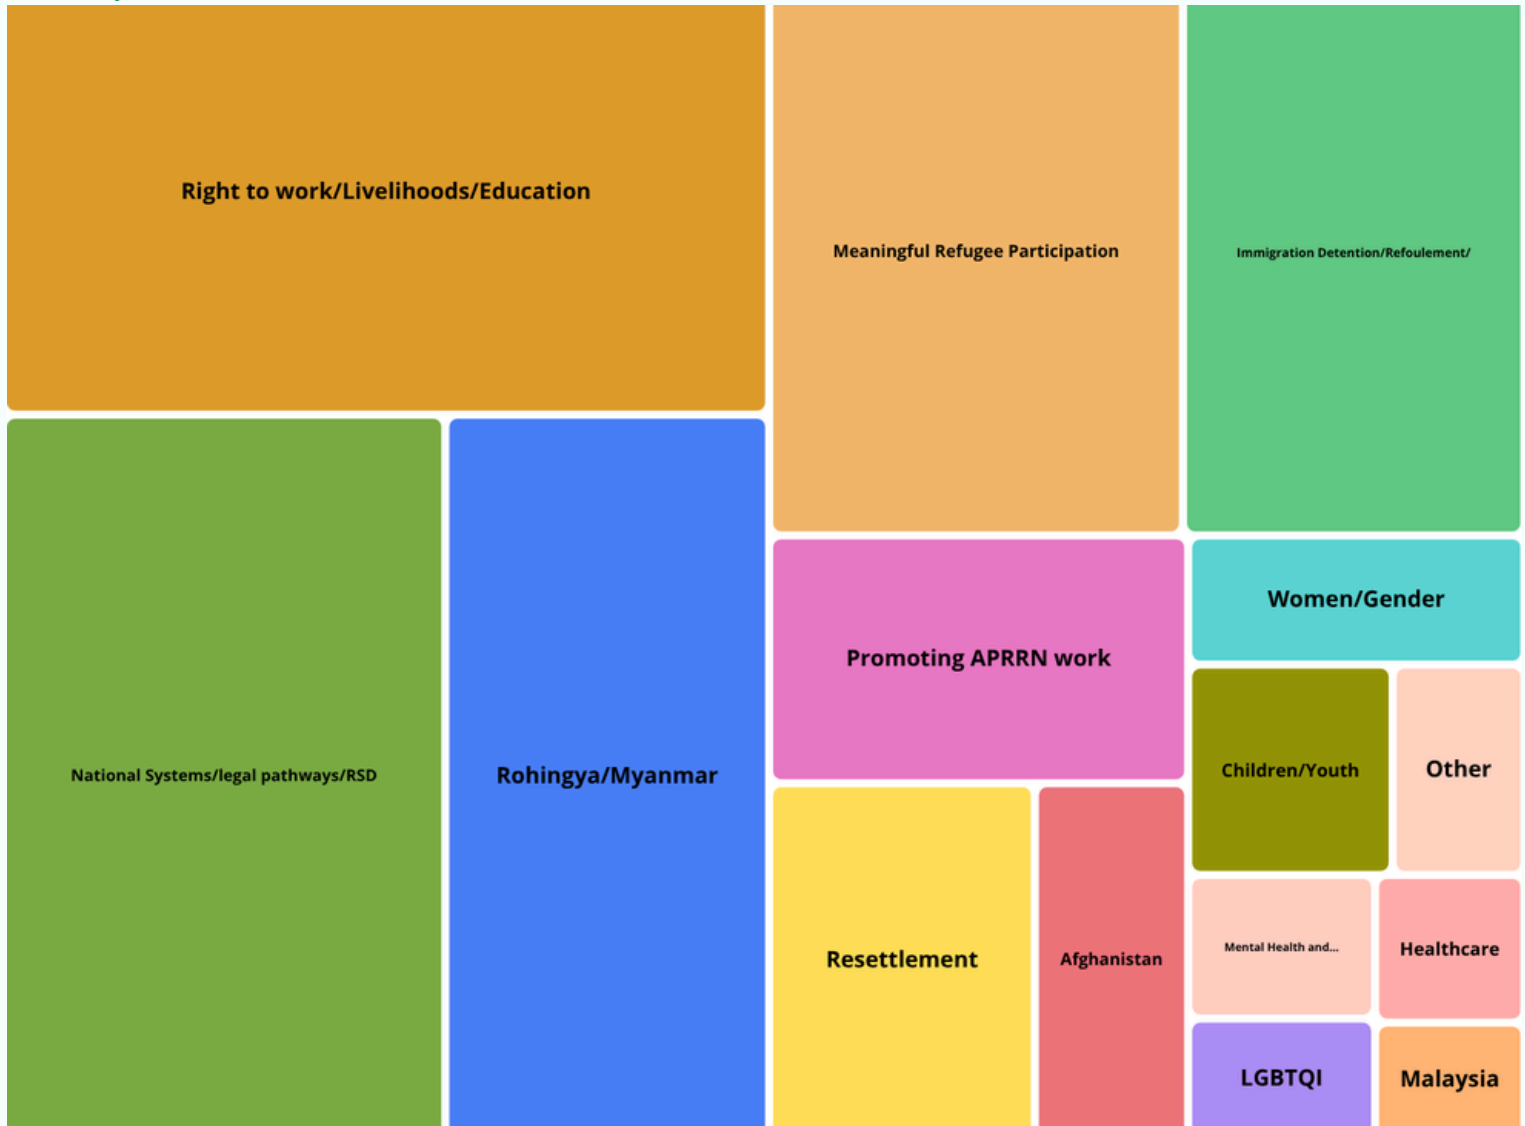 Right to work/Livelihoods/Education
Meaningful Refugee Participation
Immigration Detention/Refoulement/
National Systems/legal pathways/RSD
Rohingya/Myanmar
Promoting APRRN work
Women/Gender
Children/Youth
Other
Resettlement
Afghanistan
Mental Health and...
Healthcare
LGBTQI
Malaysia